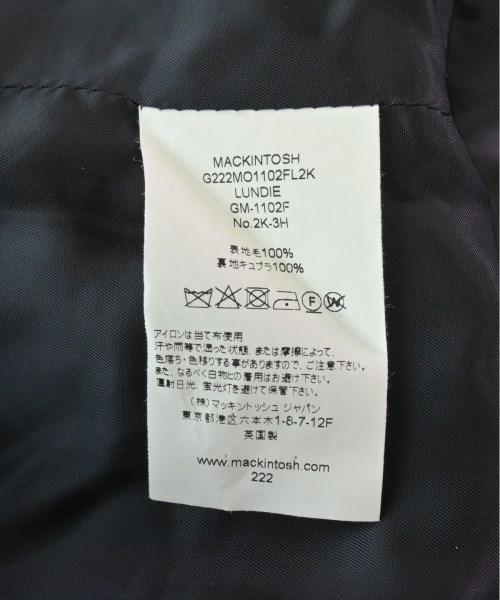 MACKINTOSH
G222MO1102FL2K
LUNDIE
GM-1102F
No.2K-3H
表地毛100%
裏地キュプラ100%
F
W
アイロンは当て布使用
汗や雨等で湿った状態、または摩擦によって、
色落ち・色移りする事がありますので、ご注意下さい。
また、なるべく白物との着用はお避け下さい。
直射日光、蛍光灯を避けて保管下さい。
(株)マッキントッシュ ジャパン
東京都港区六本木1-8-7-12F
英国製
www.mackintosh.com
222